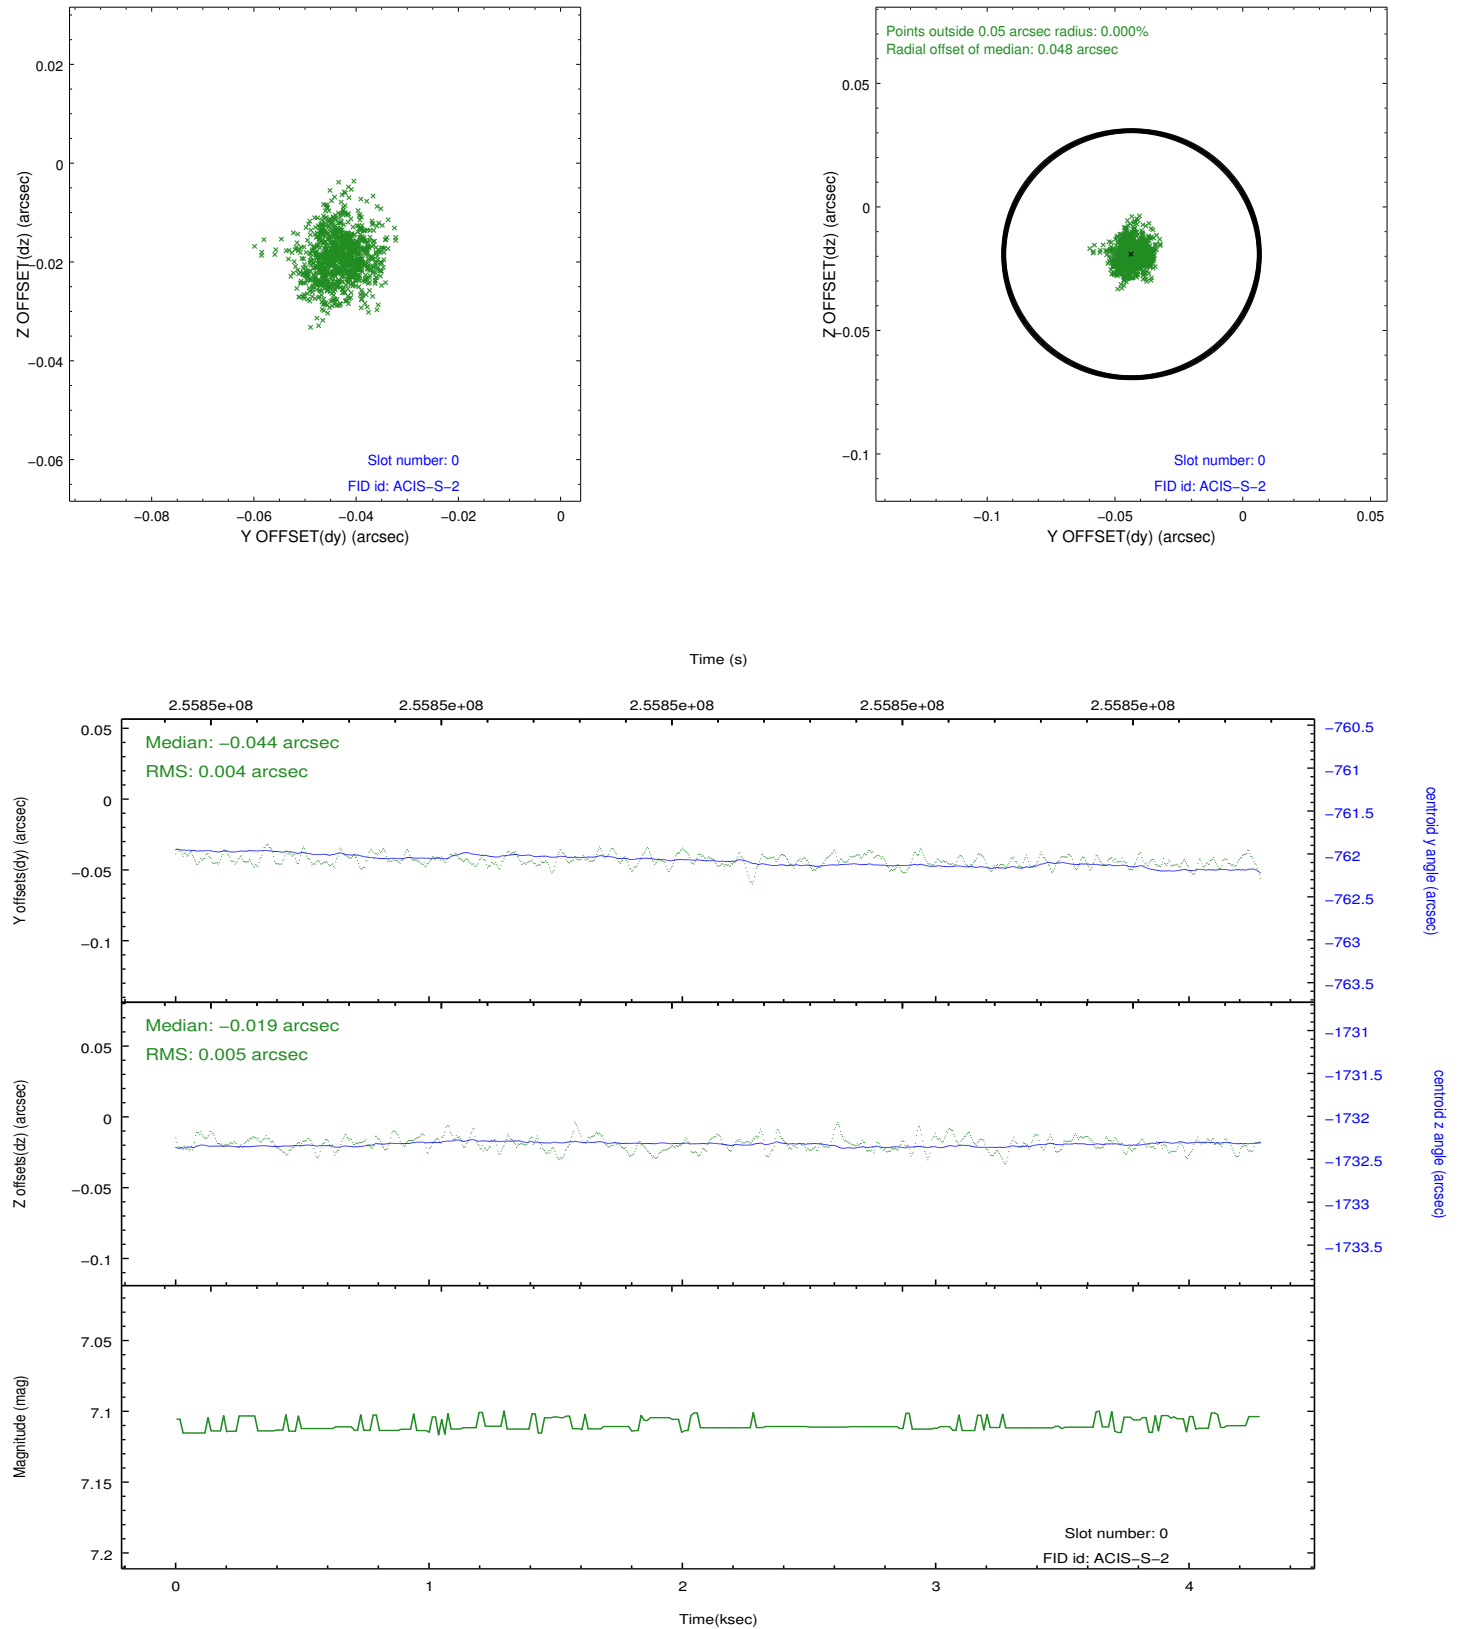 0.02
0
−0.02
−0.04
−0.06
Z OFFSET(dz) (arcsec)
Slot number: 0
FID id: ACIS−S−2
−0.08 −0.06 −0.04 −0.02 0
Y OFFSET(dy) (arcsec)
Points outside 0.05 arcsec radius: 0.000%
Radial offset of median: 0.048 arcsec
0.05
0
−0.05
−0.1
Z OFFSET(dz) (arcsec)
Slot number: 0
FID id: ACIS−S−2
−0.1 −0.05 0 0.05
Y OFFSET(dy) (arcsec)
Time (s)
2.5585e+08 2.5585e+08 2.5585e+08 2.5585e+08 2.5585e+08
Median: −0.044 arcsec
RMS: 0.004 arcsec
0.05
0
−0.05
−0.1
Y offsets(dy) (arcsec)
−760.5
−761
−761.5
−762
−762.5
−763
−763.5
centroid y angle (arcsec)
Median: −0.019 arcsec
RMS: 0.005 arcsec
0.05
0
−0.05
−0.1
Z offsets(dz) (arcsec)
−1731
−1731.5
−1732
−1732.5
−1733
−1733.5
centroid z angle (arcsec)
7.05
7.1
7.15
7.2
Magnitude (mag)
Slot number: 0
FID id: ACIS−S−2
0 1 2 3 4
Time(ksec)